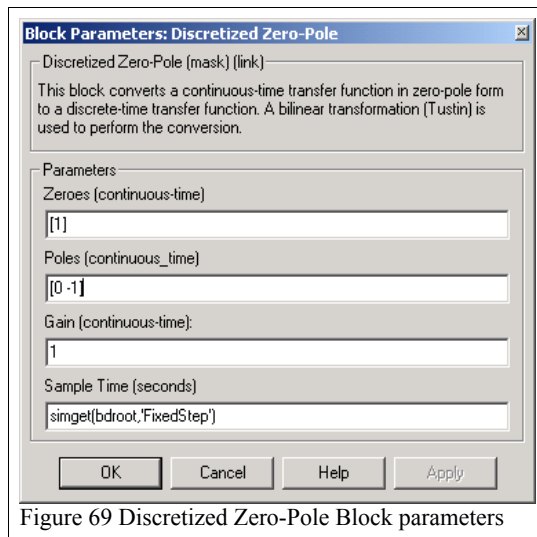 Block Parameters: Discretized Zero-Pole
Discretized Zero-Pole (mask) (link)
This block converts a continuous-time transfer function in zero-pole form
to a discrete-time transfer function. A bilinear transformation (Tustin) is
used to perform the conversion.
Parameters
Zeroes (continuous-time)
[1]
Poles (continuous_time)
[0 -1]
Gain (continuous-time):
1
Sample Time (seconds)
simget(bdroot,'FixedStep')
OK Cancel Help Apply
Figure 69 Discretized Zero-Pole Block parameters